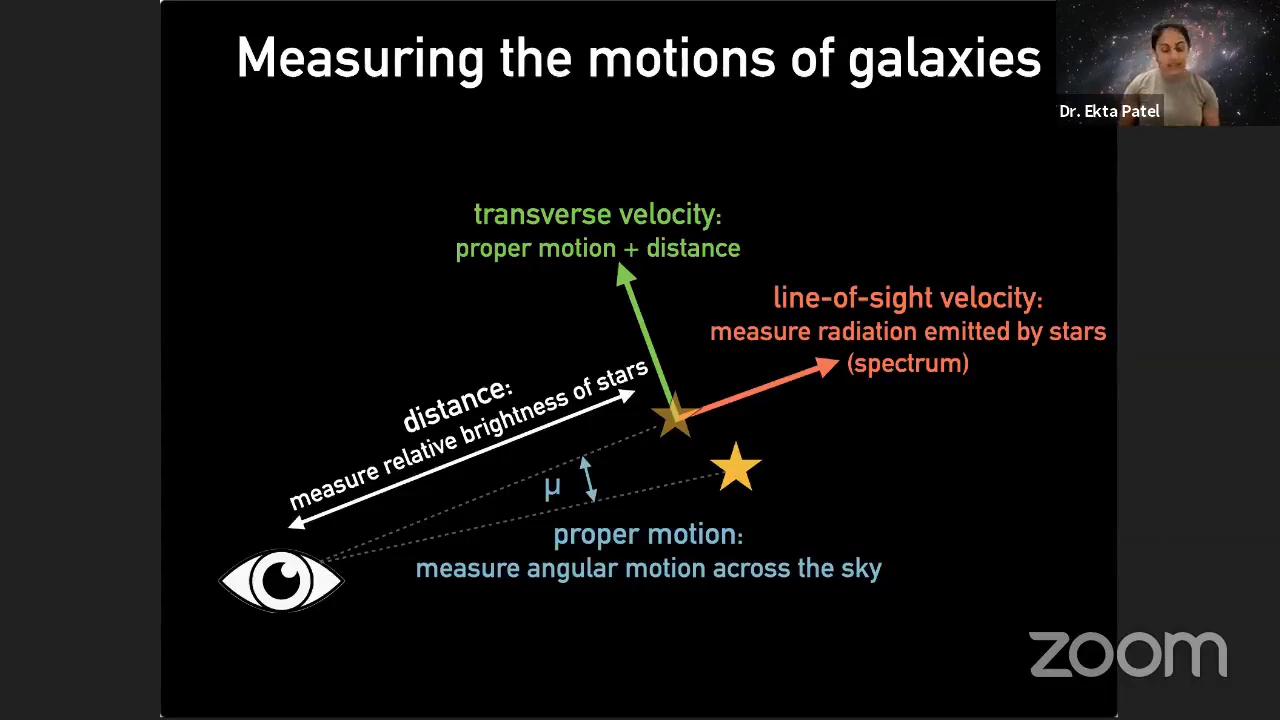 Measuring the motions of galaxies
Dr. Ekta Patel
transverse velocity:
proper motion + distance
line-of-sight velocity:
measure radiation emitted by stars
(spectrum)
distance:
measure relative brightness of stars
μ
proper motion:
measure angular motion across the sky
zoom